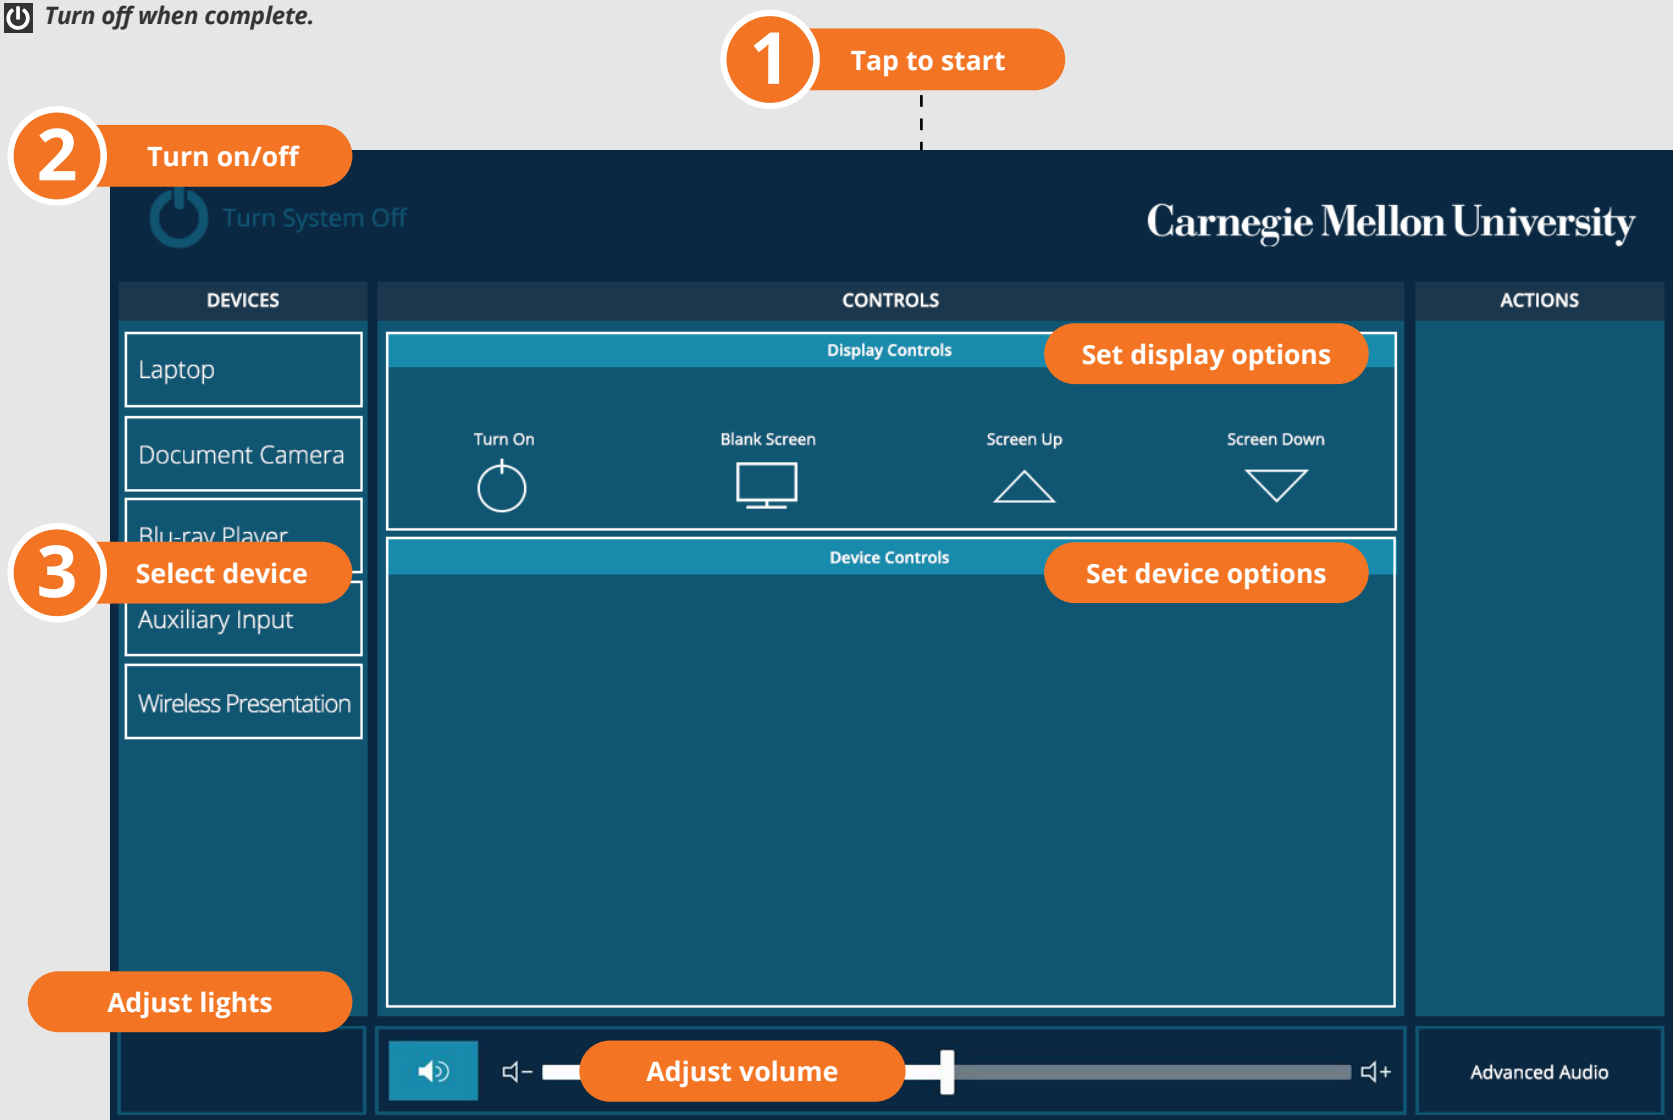 Turn off when complete.
1 Tap to start
2 Turn on/off
Turn System Off
Carnegie Mellon University
DEVICES
CONTROLS
ACTIONS
Laptop
Document Camera
Blu-ray Player
3 Select device
Auxiliary Input
Wireless Presentation
Display Controls
Set display options
Turn On
Blank Screen
Screen Up
Screen Down
Device Controls
Set device options
Adjust lights
Adjust volume
Advanced Audio